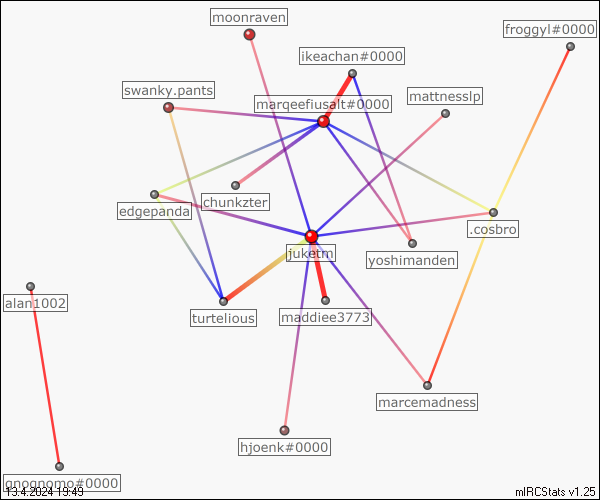 moonraven
froggyl#0000
ikeachan#0000
swanky.pants
mattnesslp
marqeefiusalt#0000
chunkzter
edgepanda
.cosbro
juketm
yoshimanden
alan1002
turtelious
maddiee3773
marcemadness
hjoenk#0000
gnognomo#0000
13.4.2024 19:49
mIRCStats v1.25